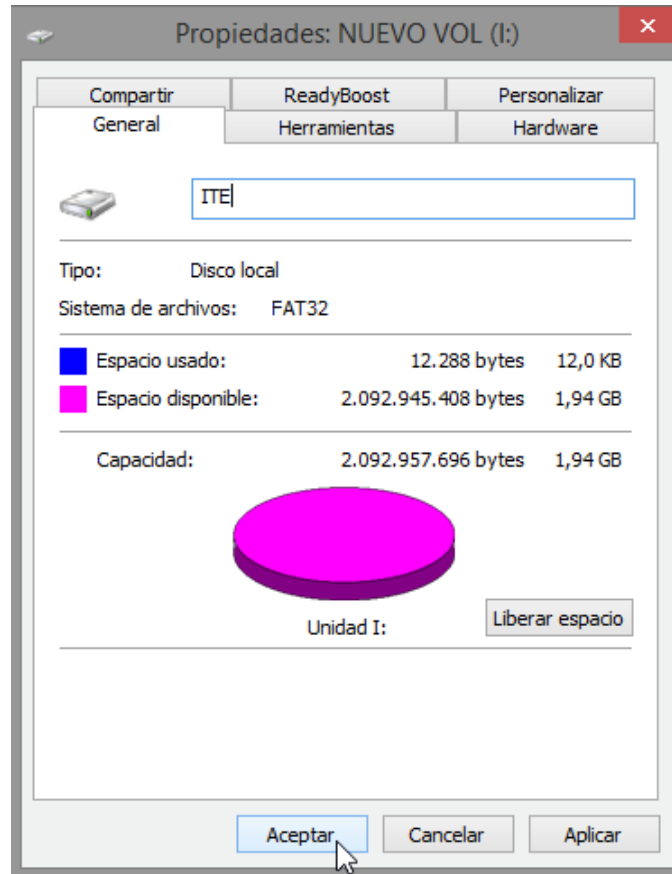 Propiedades: NUEVO VOL (I:)
Compartir ReadyBoost Personalizar
General Herramientas Hardware
ITE
Tipo: Disco local
Sistema de archivos: FAT32
Espacio usado: 12.288 bytes 12,0 KB
Espacio disponible: 2.092.945.408 bytes 1,94 GB
Capacidad: 2.092.957.696 bytes 1,94 GB
Unidad I: Liberar espacio
Aceptar Cancelar Aplicar